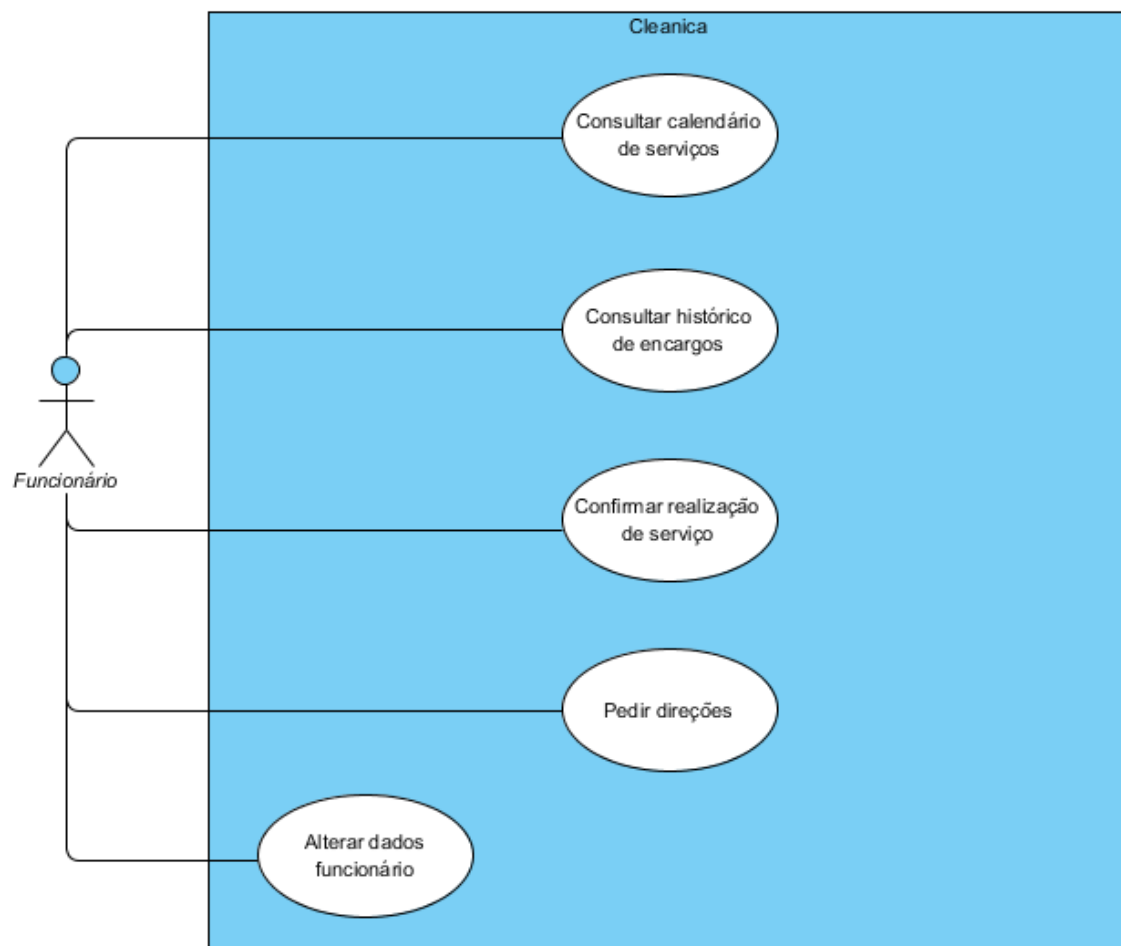 Cleanica
Consultar calendário
de serviços
Consultar histórico
de encargos
Funcionário
Confirmar realização
de serviço
Pedir direções
Alterar dados
funcionário